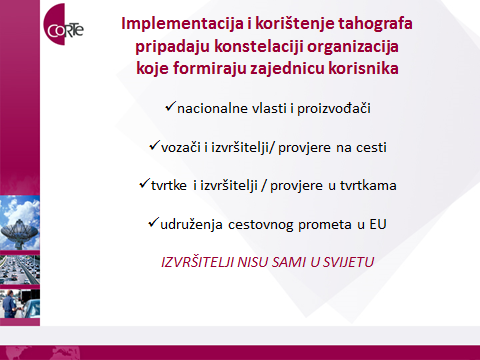 CORTE
Implementacija i korištenje tahografa
pripadaju konstelaciji organizacija
koje formiraju zajednicu korisnika
✓nacionalne vlasti i proizvođači
✓vozači i izvršitelji/ provjere na cesti
✓tvrtke i izvršitelji / provjere u tvrtkama
✓udruženja cestovnog prometa u EU
IZVRŠITELJI NISU SAMI U SVIJETU